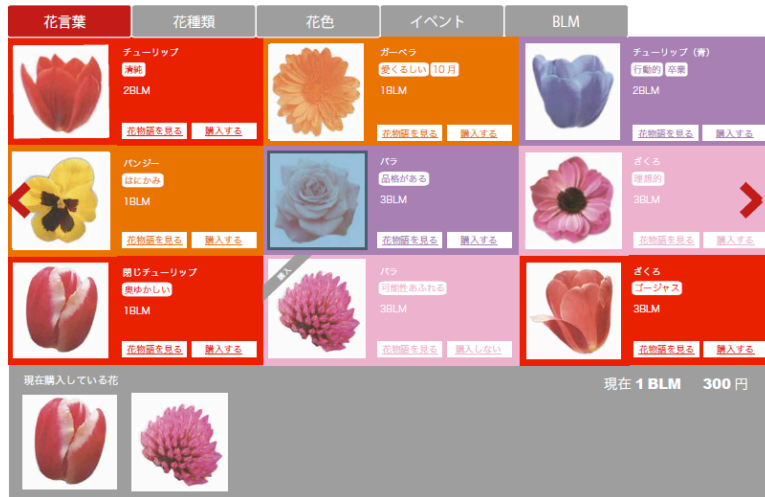 花言葉 花種類 花色 イベント BLM
チューリップ
清純
2BLM
花物語を見る 購入する
ガーベラ
愛くるしい 10月
1BLM
花物語を見る 購入する
チューリップ（青）
行動的 卒業
2BLM
花物語を見る 購入する
パンジー
はにかみ
1BLM
花物語を見る 購入する
バラ
品格がある
3BLM
花物語を見る 購入する
ざくろ
理想的
3BLM
花物語を見る 購入する
閉じチューリップ
奥ゆかしい
1BLM
花物語を見る 購入する
購入
バラ
可能性あふれる
3BLM
花物語を見る 購入しない
ざくろ
ゴージャス
3BLM
花物語を見る 購入する
現在購入している花
現在 1 BLM 300 円